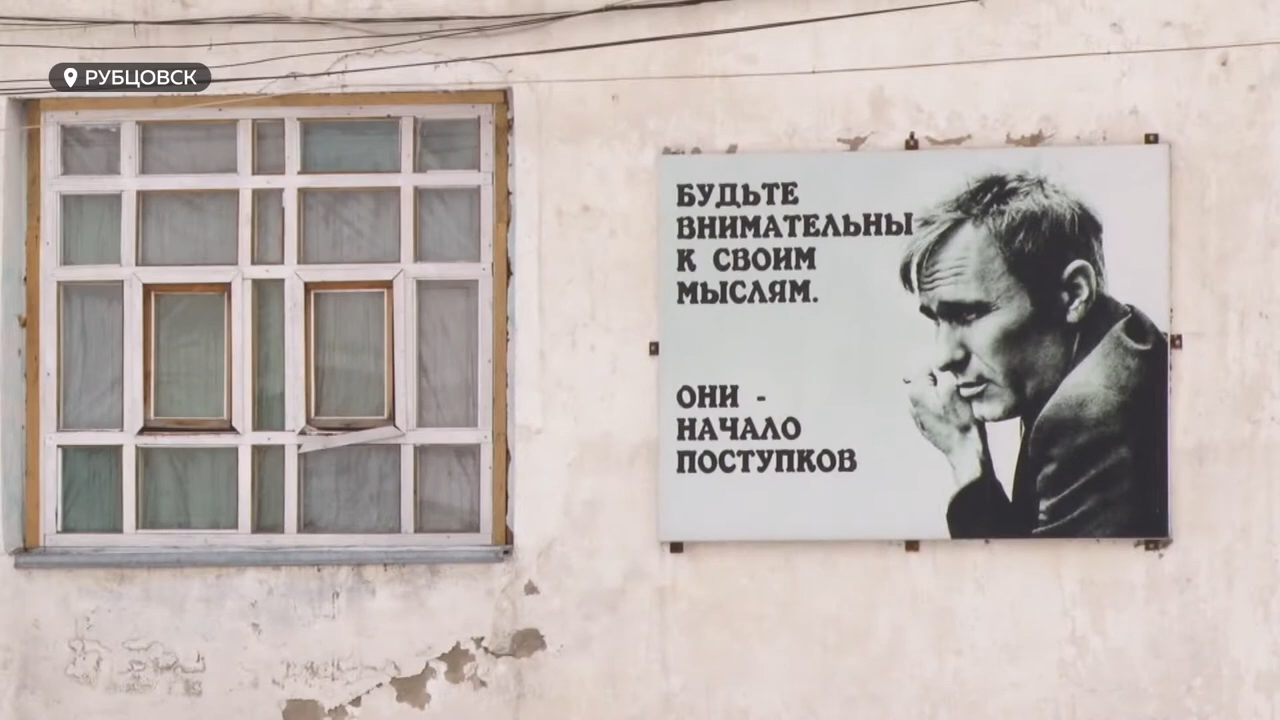 РУБЦОВСК
БУДЬТЕ
ВНИМАТЕЛЬНЫ
К СВОИМ
МЫСЛЯМ.
ОНИ -
НАЧАЛО
ПОСТУПКОВ